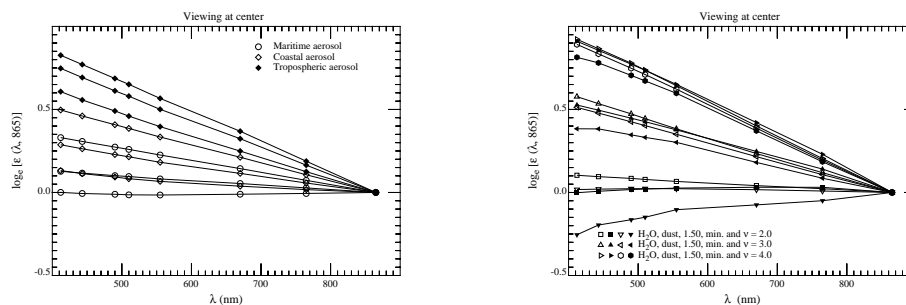 Viewing at center
Maritime aerosol
Coastal aerosol
Tropospheric aerosol
logₑ [ε (λ, 865)]
0.5
0.0
-0.5
500 600 700 800
λ (nm)
Viewing at center
logₑ [ε (λ, 865)]
0.5
0.0
-0.5
H₂O, dust, 1.50, min. and ν = 2.0
H₂O, dust, 1.50, min. and ν = 3.0
H₂O, dust, 1.50, min. and ν = 4.0
500 600 700 800
λ (nm)